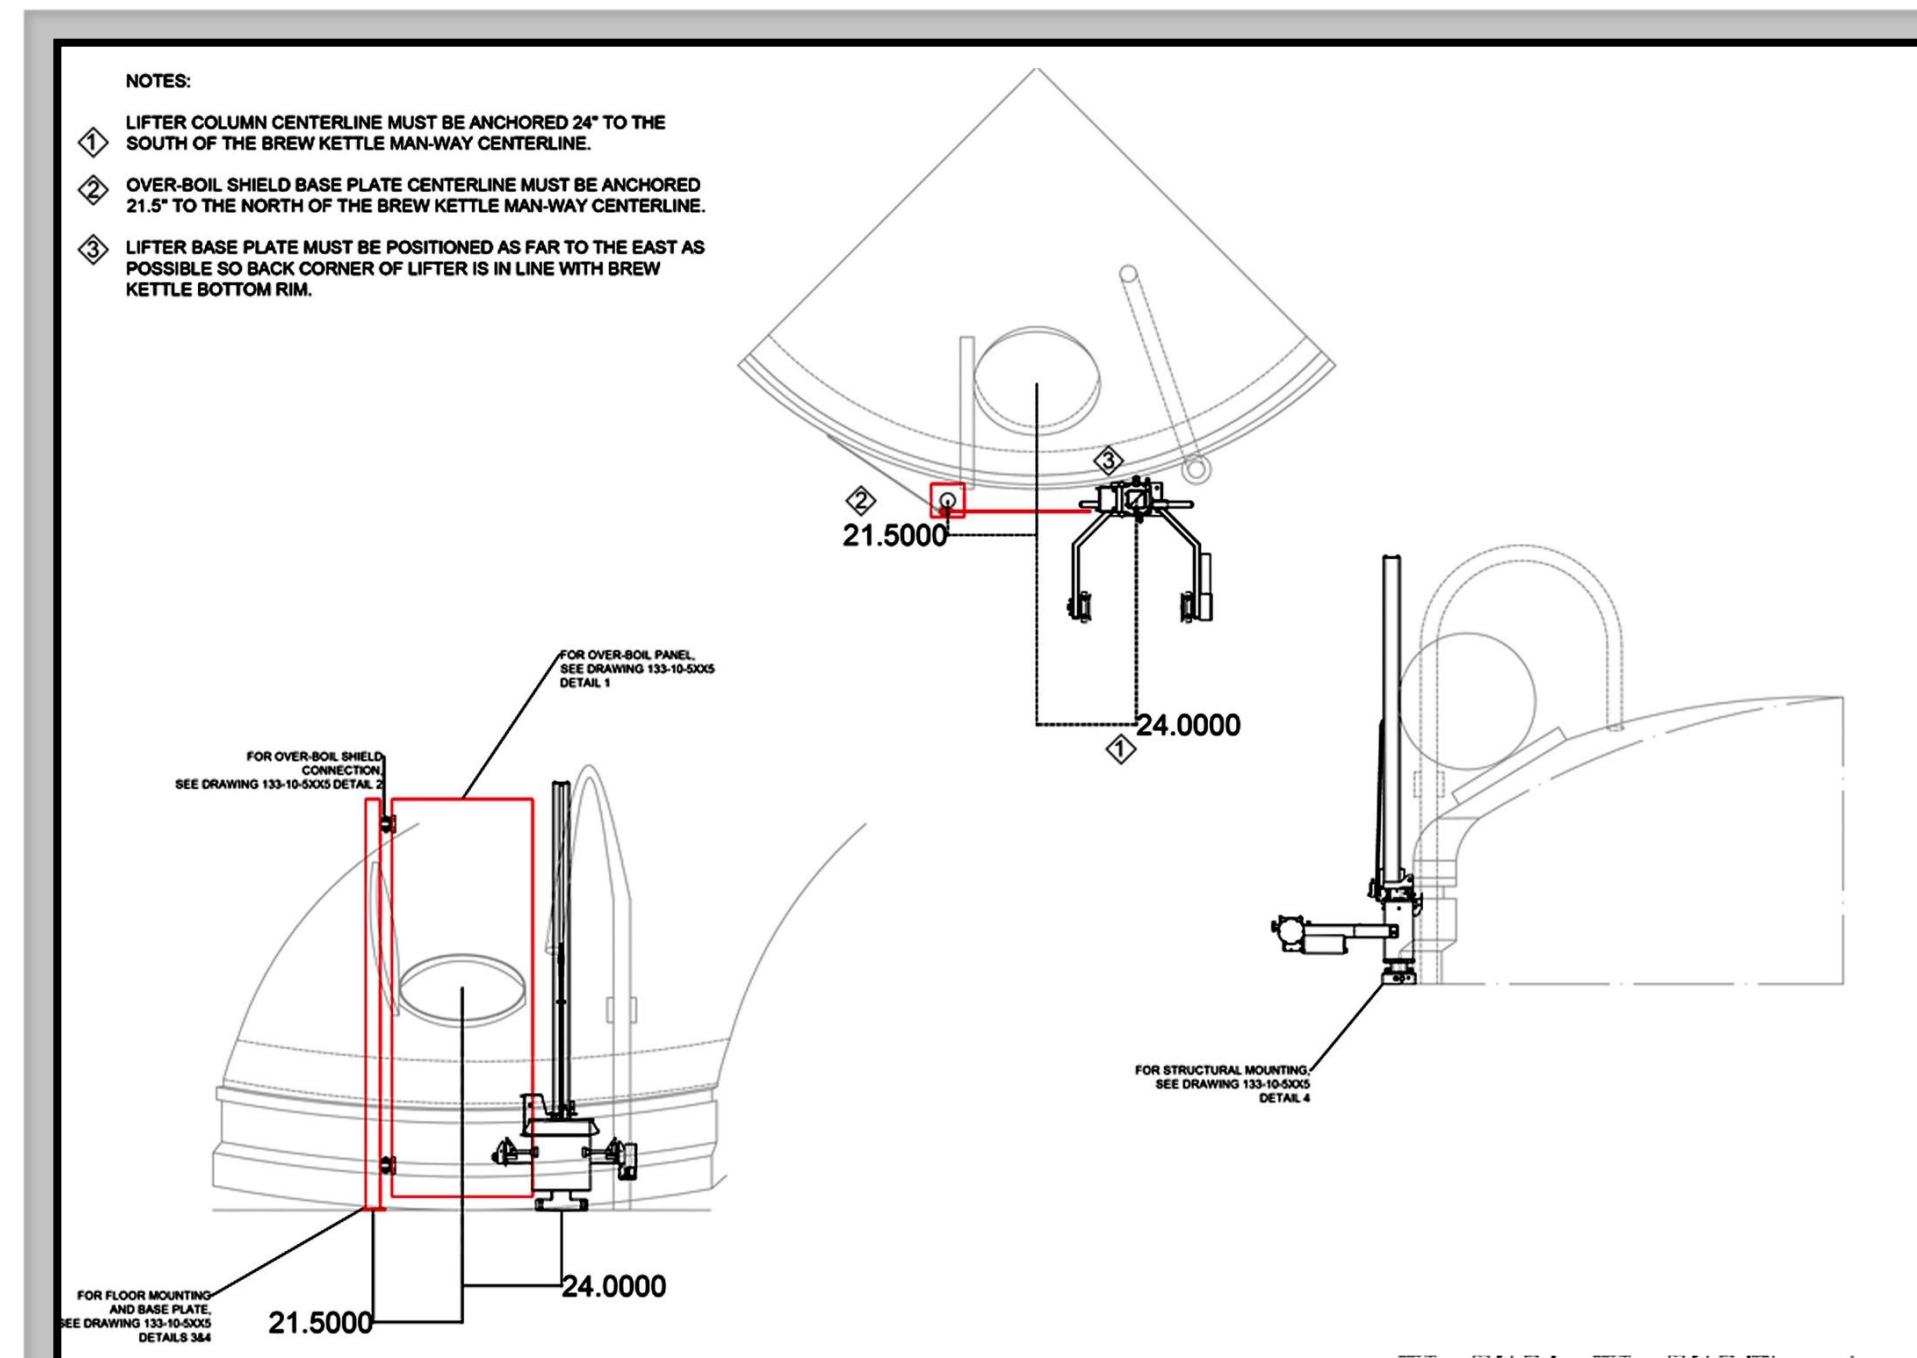 NOTES:
1
LIFTER COLUMN CENTERLINE MUST BE ANCHORED 24" TO THE
SOUTH OF THE BREW KETTLE MAN-WAY CENTERLINE.
2
OVER-BOIL SHIELD BASE PLATE CENTERLINE MUST BE ANCHORED
21.5" TO THE NORTH OF THE BREW KETTLE MAN-WAY CENTERLINE.
3
LIFTER BASE PLATE MUST BE POSITIONED AS FAR TO THE EAST AS
POSSIBLE SO BACK CORNER OF LIFTER IS IN LINE WITH BREW
KETTLE BOTTOM RIM.
3
2
21.5000
24.0000
1
FOR OVER-BOIL PANEL,
SEE DRAWING 133-10-5XX5
DETAIL 1
FOR OVER-BOIL SHIELD
CONNECTION,
SEE DRAWING 133-10-5XX5 DETAIL 2
FOR STRUCTURAL MOUNTING,
SEE DRAWING 133-10-5XX5
DETAIL 4
24.0000
21.5000
FOR FLOOR MOUNTING
AND BASE PLATE,
SEE DRAWING 133-10-5XX5
DETAILS 3&4